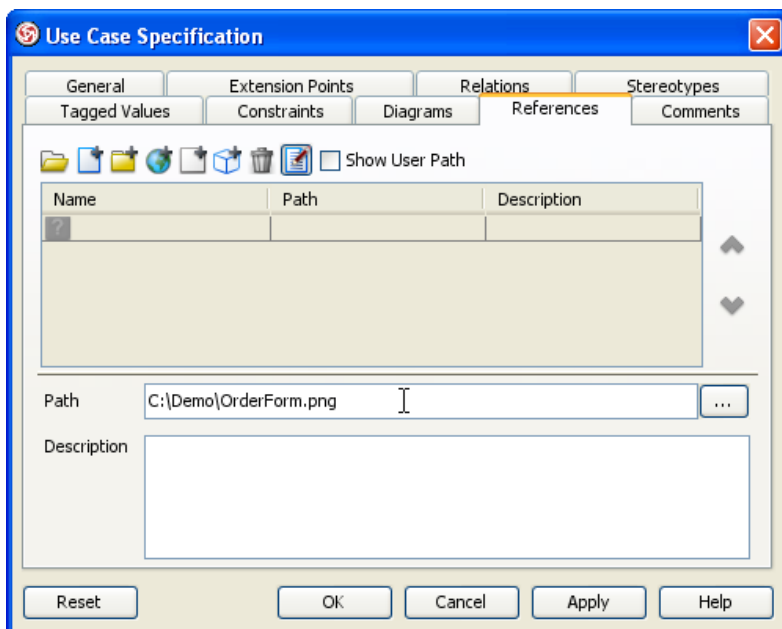 Use Case Specification
General Extension Points Relations Stereotypes
Tagged Values Constraints Diagrams References Comments
Show User Path
Name Path Description
?
Path C:\Demo\OrderForm.png ...
Description
Reset OK Cancel Apply Help